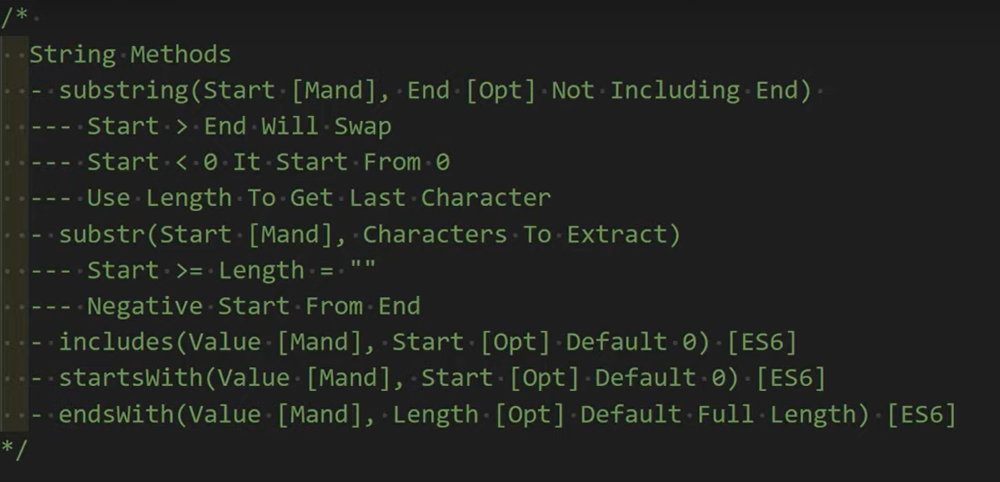 /*
String Methods
- substring(Start [Mand], End [Opt] Not Including End)
--- Start > End Will Swap
--- Start < 0 It Start From 0
--- Use Length To Get Last Character
- substr(Start [Mand], Characters To Extract)
--- Start >= Length = ""
--- Negative Start From End
- includes(Value [Mand], Start [Opt] Default 0) [ES6]
- startsWith(Value [Mand], Start [Opt] Default 0) [ES6]
- endsWith(Value [Mand], Length [Opt] Default Full Length) [ES6]
*/